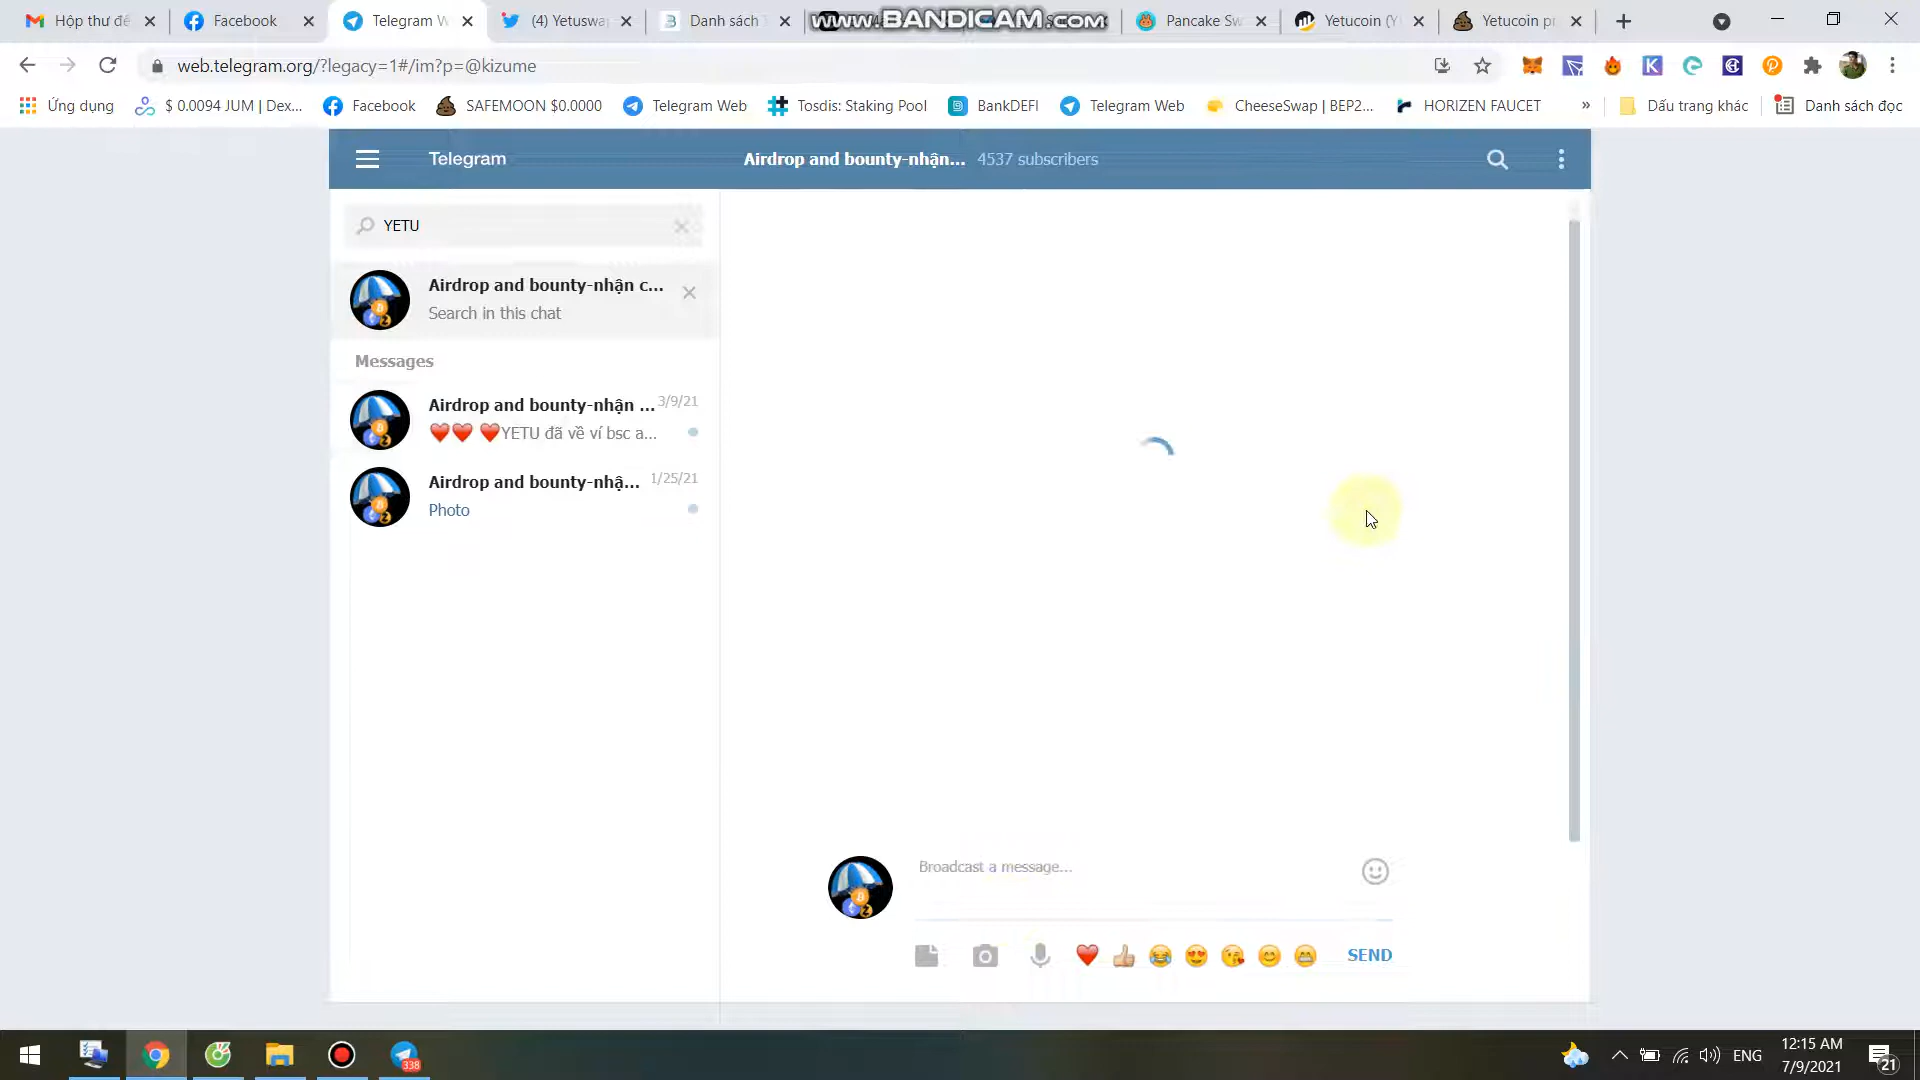 Hộp thư đế
Facebook
Telegram W
(4) Yetuswa
Danh sách
www.BANDICAM.com
Pancake Sw
Yetucoin (Y
Yetucoin pr
web.telegram.org/?legacy=1#/im?p=@kizume
Ứng dụng
$ 0.0094 JUM | Dex...
Facebook
SAFEMOON $0.0000
Telegram Web
Tosdis: Staking Pool
BankDEFI
Telegram Web
CheeseSwap | BEP2...
HORIZEN FAUCET
»
Dấu trang khác
Danh sách đọc
Telegram
Airdrop and bounty-nhận... 4537 subscribers
YETU
Airdrop and bounty-nhận c...
Search in this chat
Messages
Airdrop and bounty-nhận ... 3/9/21
❤️❤️ ❤️YETU đã về ví bsc a...
Airdrop and bounty-nhậ... 1/25/21
Photo
Broadcast a message...
SEND
338
ENG
12:15 AM
7/9/2021
21